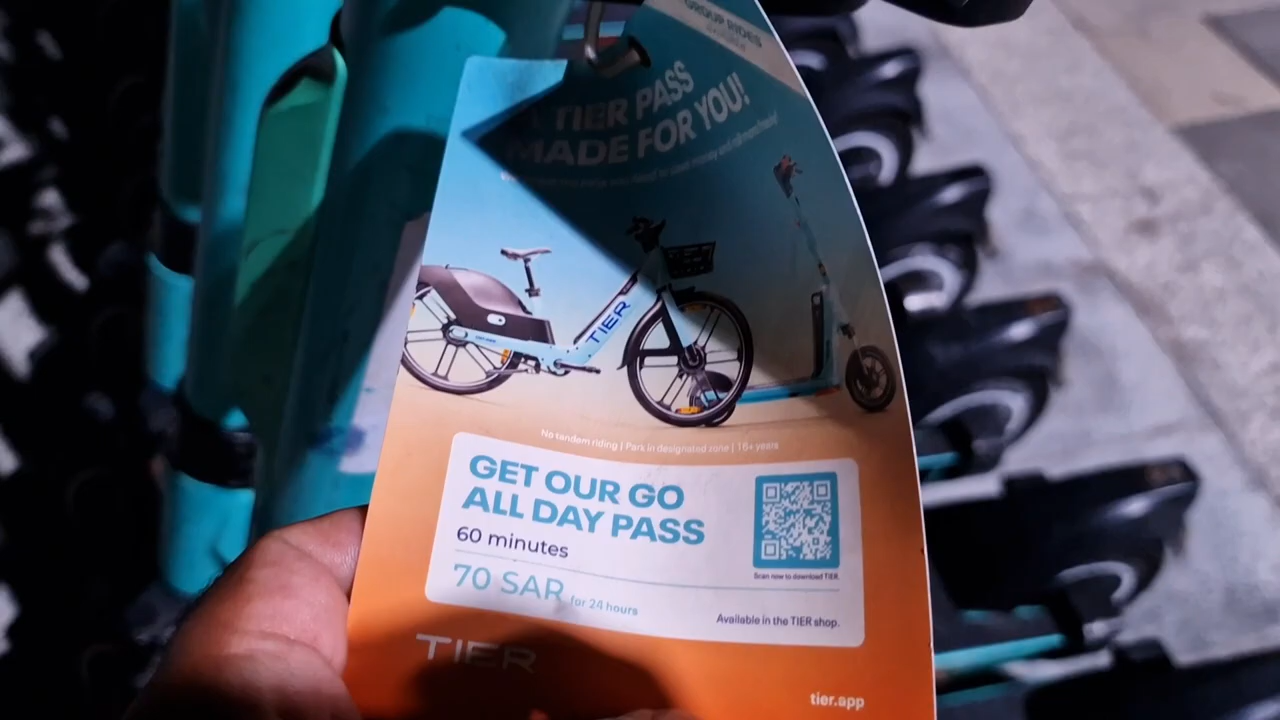 GROUP RIDES
TIER PASS
MADE FOR YOU!
TIER
No tandem riding | Park in designated zone | 16+ years
GET OUR GO
ALL DAY PASS
60 minutes
70 SAR for 24 hours
Scan now to download TIER.
Available in the TIER shop.
TIER
tier.app